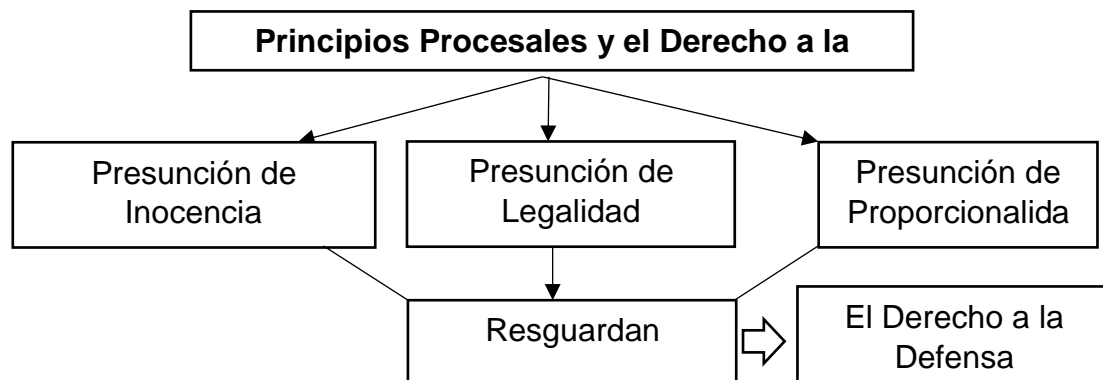 Principios Procesales y el Derecho a la
Presunción de
Inocencia
Presunción de
Legalidad
Presunción de
Proporcionalida
Resguardan
El Derecho a la
Defensa